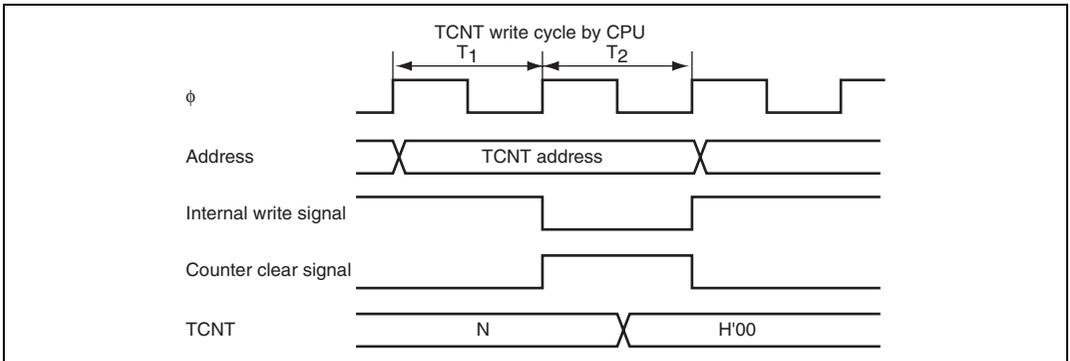 TCNT write cycle by CPU
T1 T2
ϕ
Address TCNT address
Internal write signal
Counter clear signal
TCNT N H'00